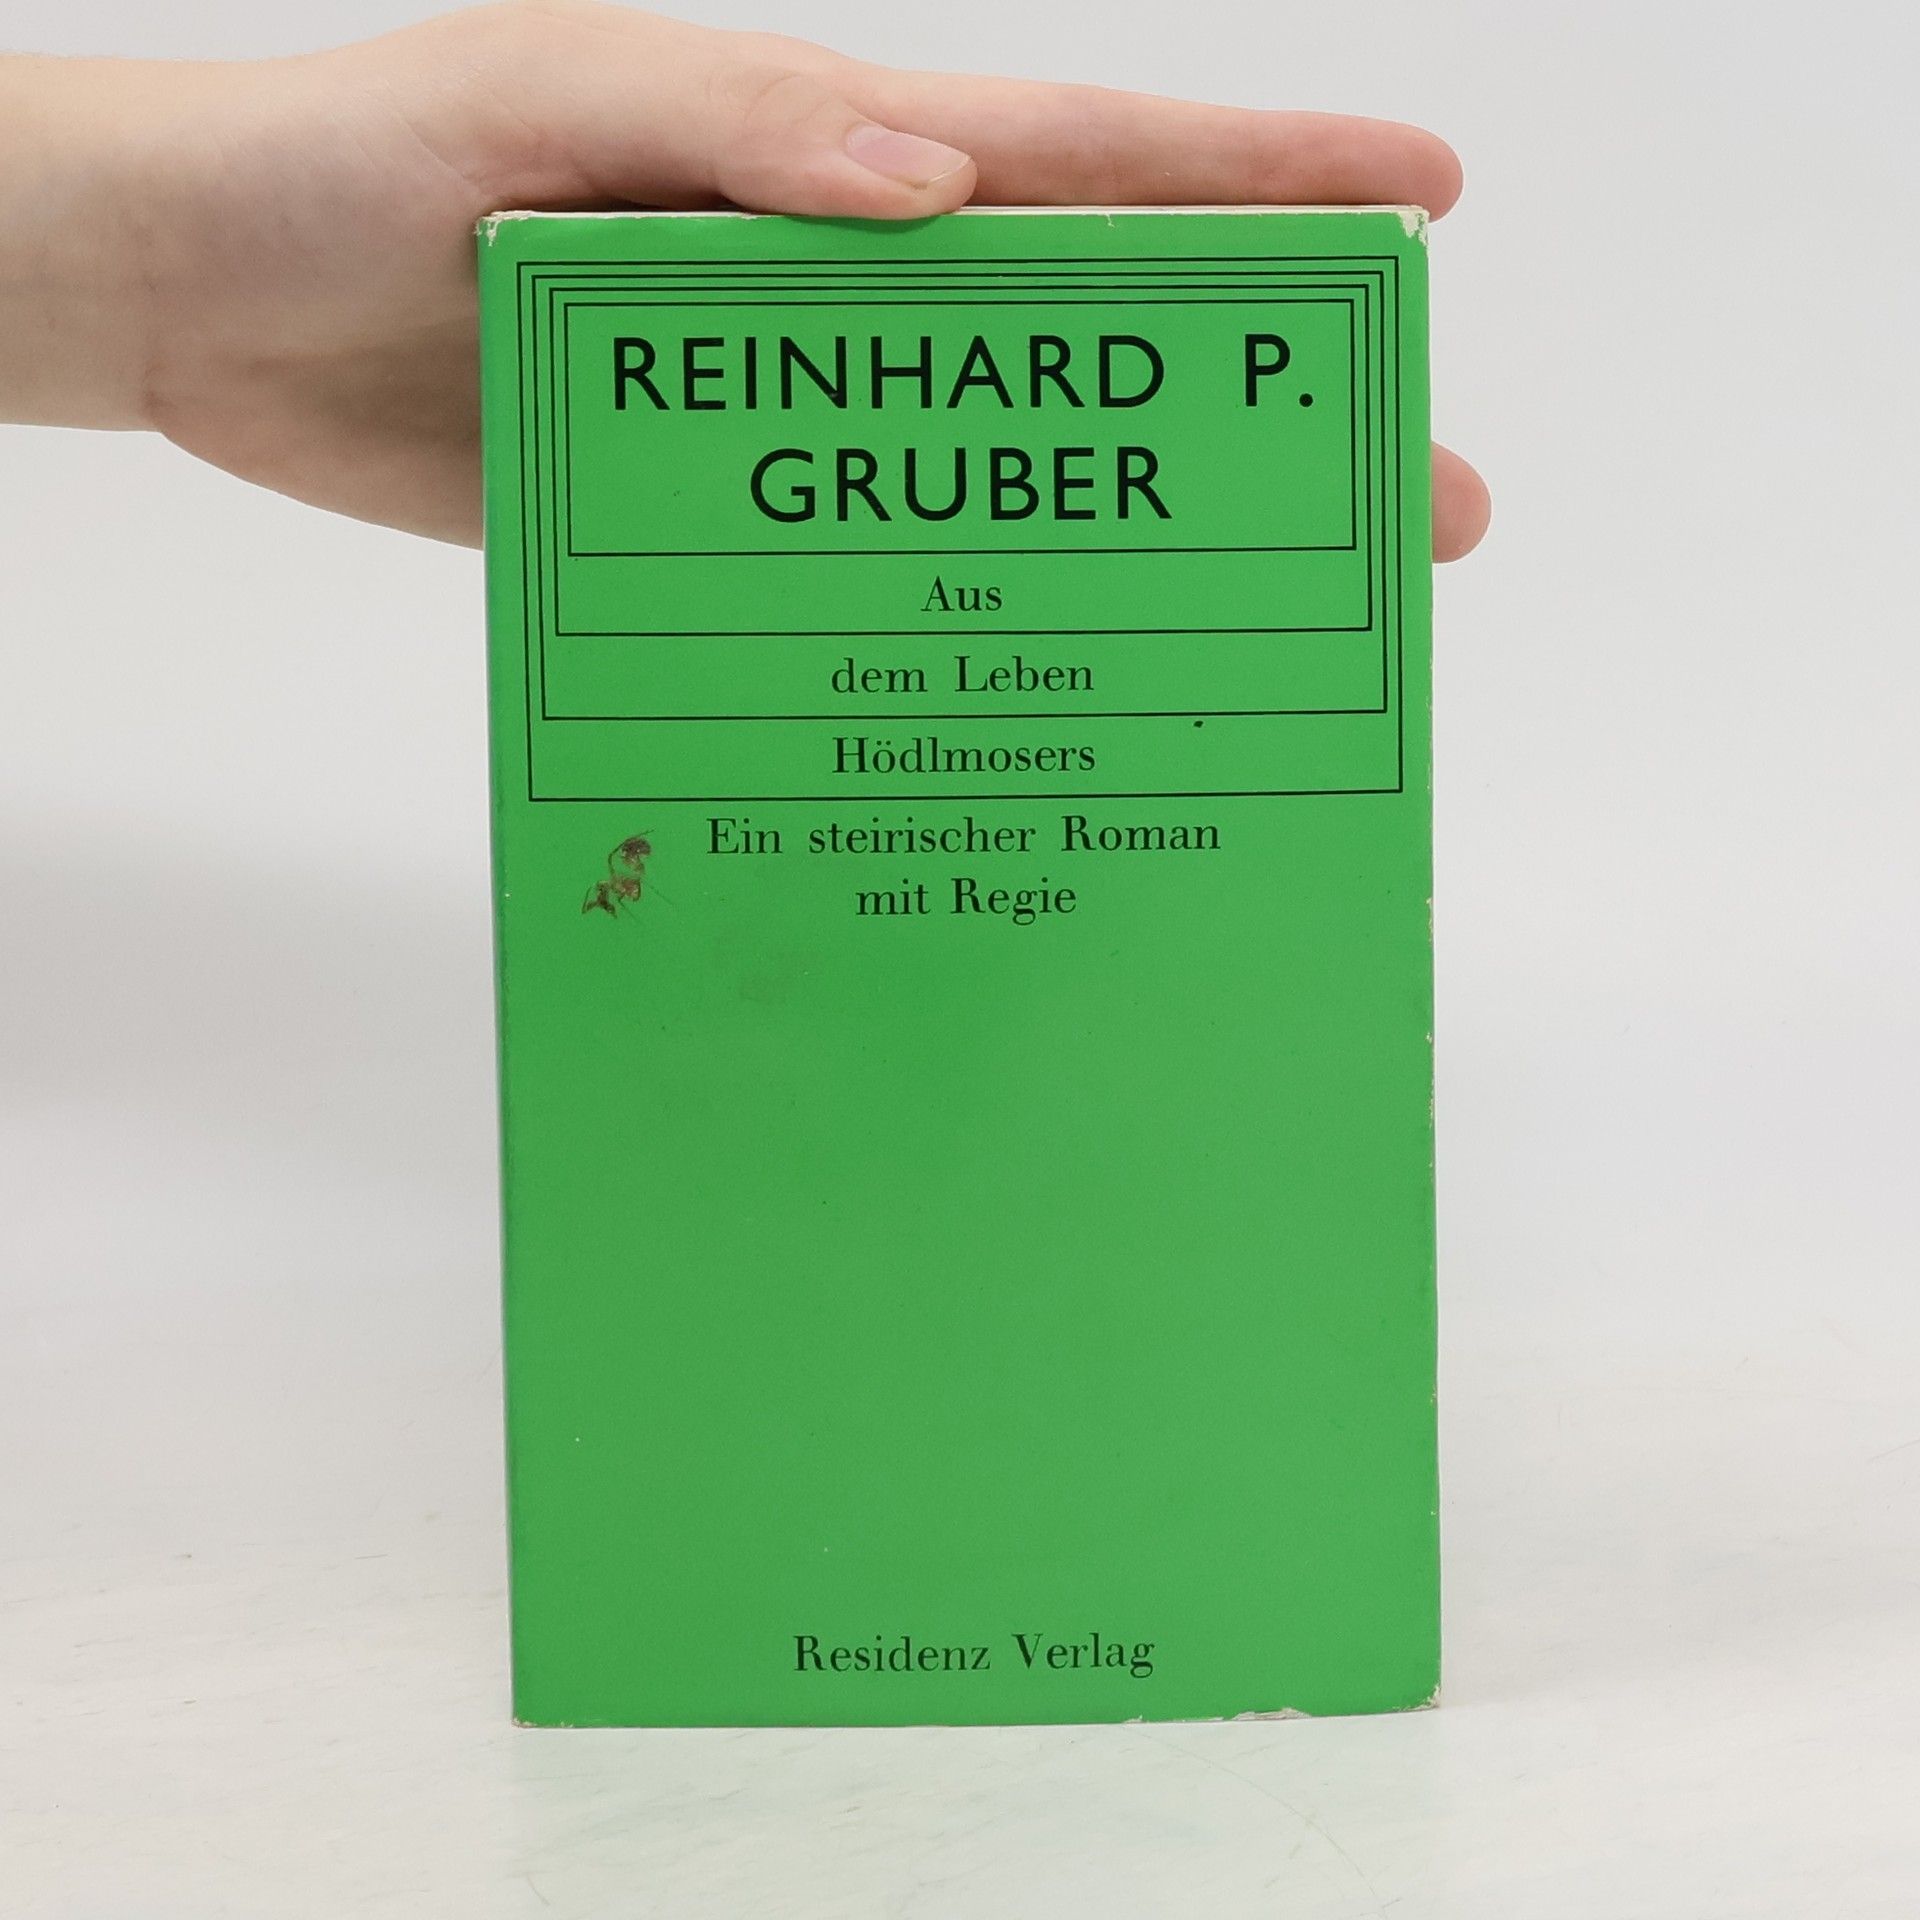 REINHARD P.
GRUBER
Aus
dem Leben
Hödlmosers
Ein steirischer Roman
mit Regie
Residenz Verlag